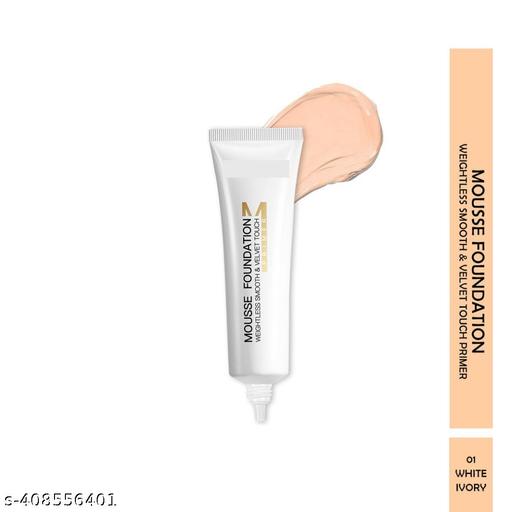 M
MOUSSE FOUNDATION
WEIGHTLESS SMOOTH & VELVET TOUCH
MOUSSE FOUNDATION
WEIGHTLESS SMOOTH & VELVET TOUCH PRIMER
01
WHITE
IVORY
s-408556401